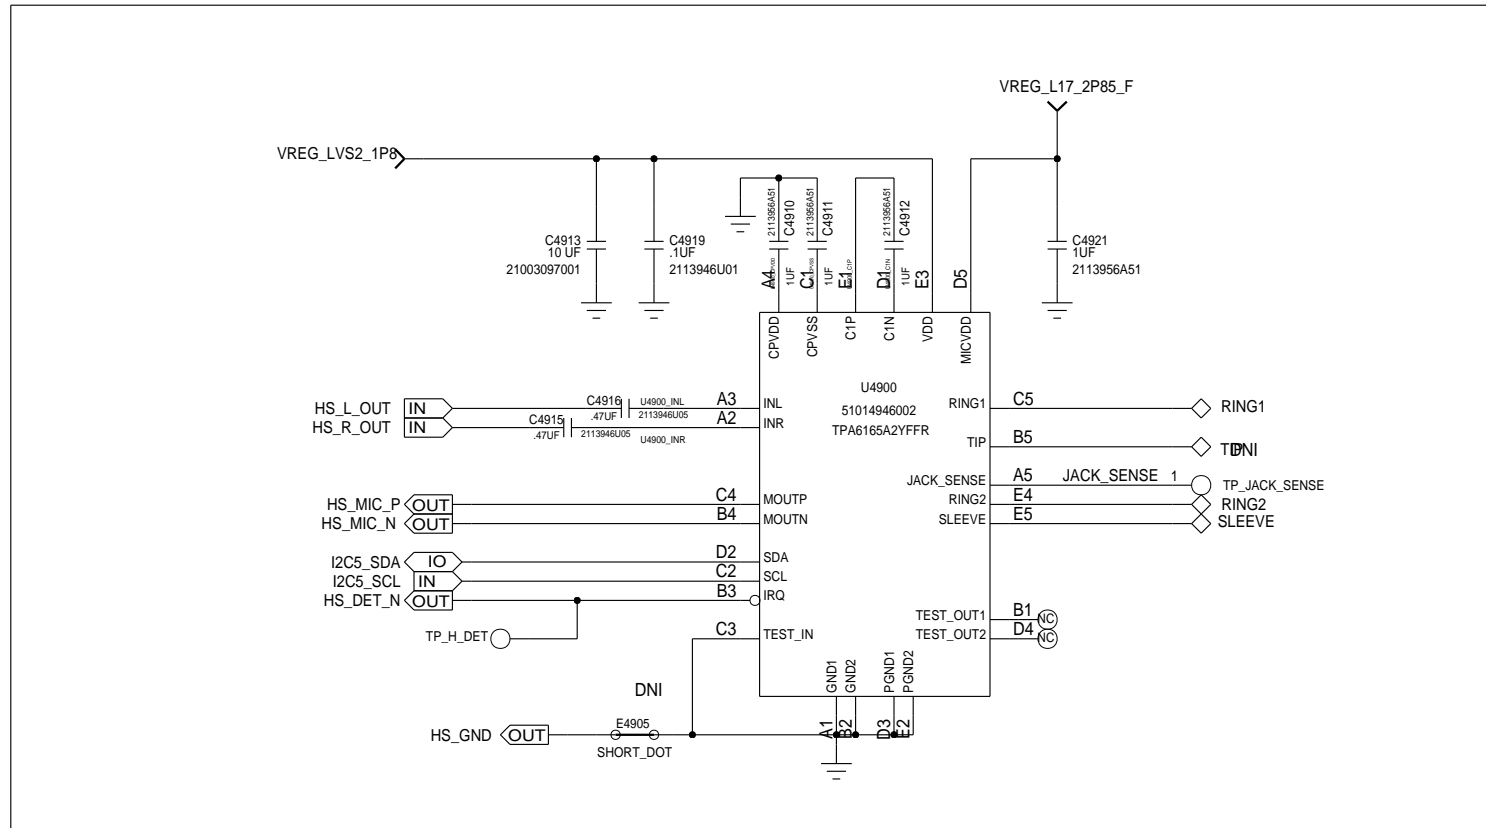 VREG_L17_2P85_F
VREG_LVS2_1P8
C4913
10 UF
21003097001
C4919
.1UF
2113946U01
2113956A51
C4910
1UF
2113956A51
C4911
1UF
2113956A51
C4912
1UF
C4921
1UF
2113956A51
A4
C1
E1
D1
E3
D5
CPVDD
CPVSS
C1P
C1N
VDD
MICVDD
U4900
51014946002
TPA6165A2YFFR
HS_L_OUT
IN
C4916
.47UF
U4900_INL
2113946U05
A3
INL
HS_R_OUT
IN
C4915
.47UF
2113946U05
U4900_INR
A2
INR
HS_MIC_P
OUT
C4
MOUTP
HS_MIC_N
OUT
B4
MOUTN
I2C5_SDA
IO
D2
SDA
I2C5_SCL
IN
C2
SCL
HS_DET_N
OUT
B3
IRQ
TP_H_DET
C3
TEST_IN
RING1
C5
RING1
TIP
B5
TIP
DNI
JACK_SENSE
A5
JACK_SENSE
1
TP_JACK_SENSE
RING2
E4
RING2
SLEEVE
E5
SLEEVE
TEST_OUT1
B1
NC
TEST_OUT2
D4
NC
GND1
GND2
PGND1
PGND2
A1
B2
D3
E2
DNI
HS_GND
OUT
E4905
SHORT_DOT